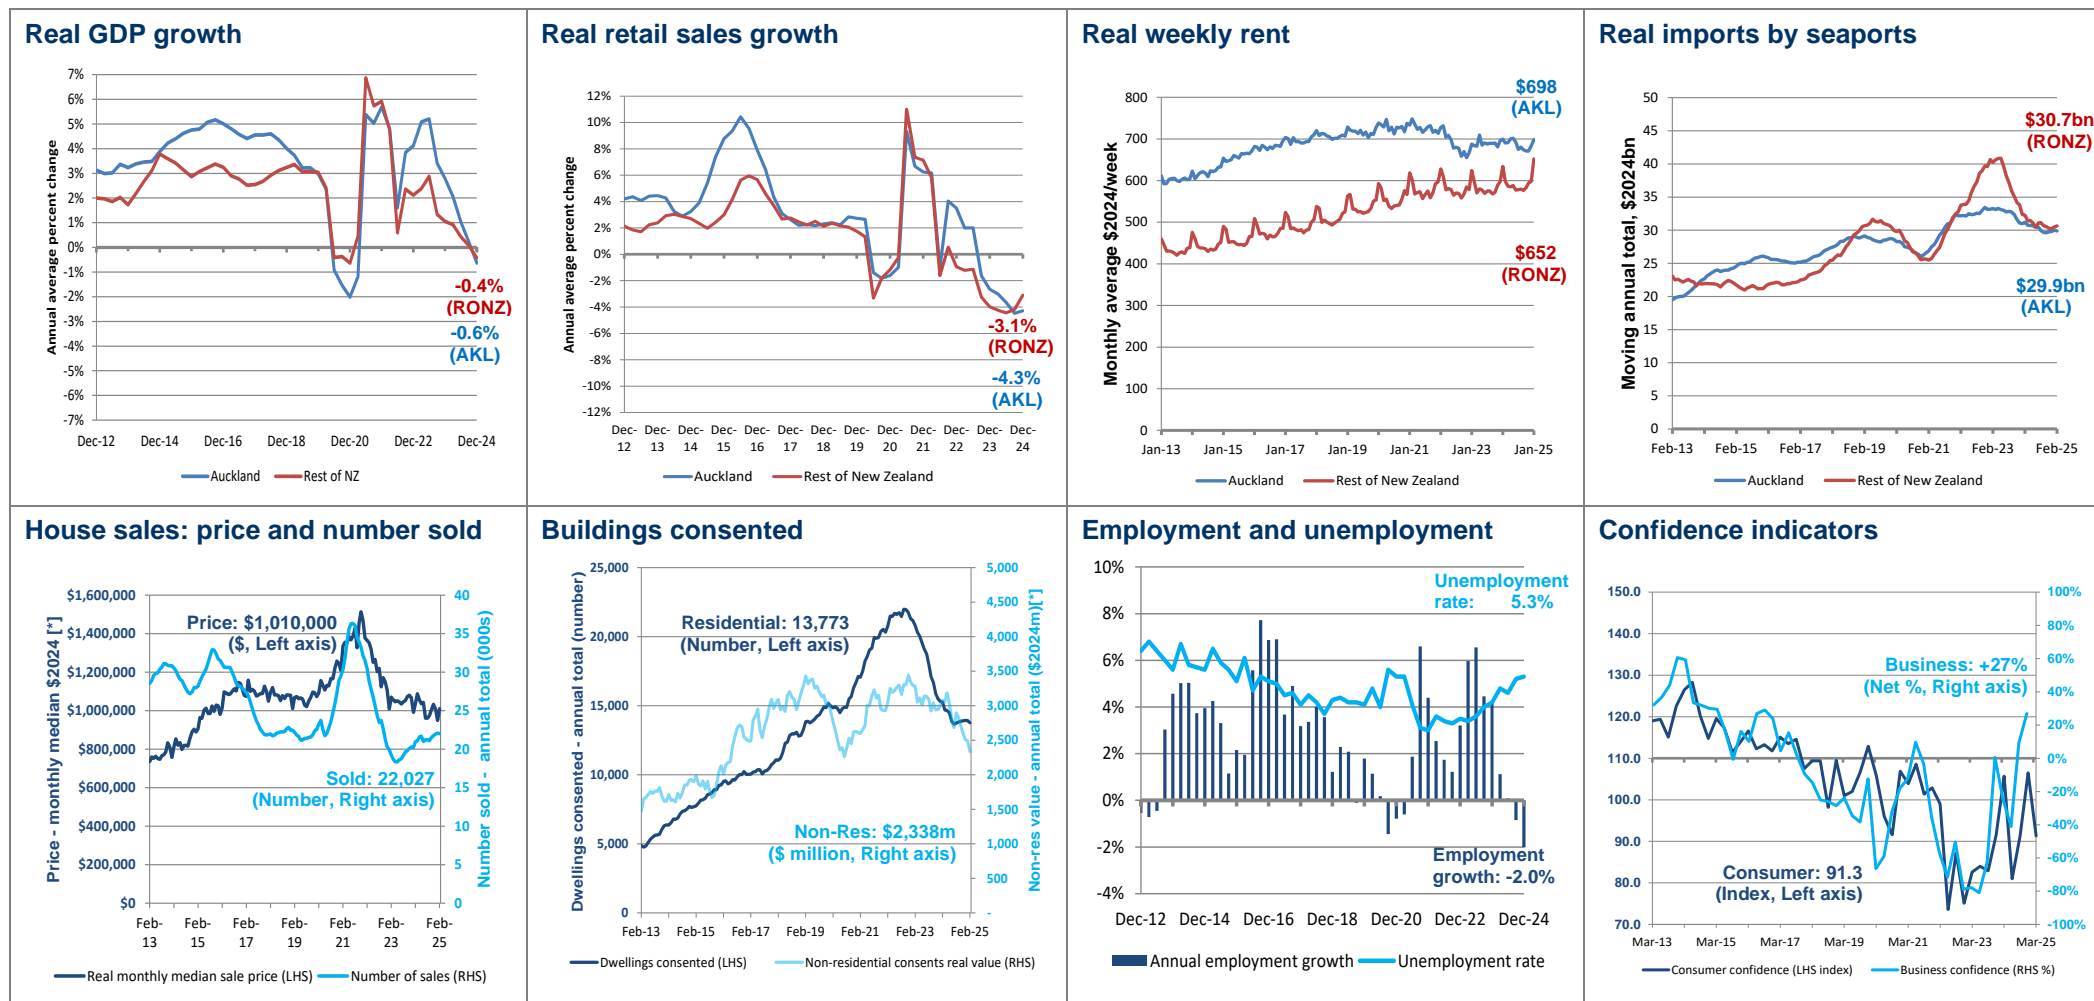 Real GDP growth
7%
6%
5%
4%
3%
2%
1%
0%
-1%
-2%
-3%
-4%
-5%
-6%
-7%
Annual average percent change
-0.4%
(RONZ)
-0.6%
(AKL)
Dec-12 Dec-14 Dec-16 Dec-18 Dec-20 Dec-22 Dec-24
Auckland Rest of NZ
Real retail sales growth
12%
10%
8%
6%
4%
2%
0%
-2%
-4%
-6%
-8%
-10%
-12%
Annual average percent change
-3.1%
(RONZ)
-4.3%
(AKL)
Dec- Dec- Dec- Dec- Dec- Dec- Dec- Dec- Dec- Dec- Dec- Dec- Dec-
12 13 14 15 16 17 18 19 20 21 22 23 24
Auckland Rest of New Zealand
Real weekly rent
800
700
600
500
400
300
200
100
0
Monthly average $2024/week
$698
(AKL)
$652
(RONZ)
Jan-13 Jan-15 Jan-17 Jan-19 Jan-21 Jan-23 Jan-25
Auckland Rest of New Zealand
Real imports by seaports
50
45
40
35
30
25
20
15
10
5
0
Moving annual total, $2024bn
$30.7bn
(RONZ)
$29.9bn
(AKL)
Feb-13 Feb-15 Feb-17 Feb-19 Feb-21 Feb-23 Feb-25
Auckland Rest of New Zealand
House sales: price and number sold
$1,600,000
$1,400,000
$1,200,000
$1,000,000
$800,000
$600,000
$400,000
$200,000
$0
Price - monthly median $2024 [*]
Price: $1,010,000
($, Left axis)
Sold: 22,027
(Number, Right axis)
40
35
30
25
20
15
10
5
0
Number sold - annual total (000s)
Feb- Feb- Feb- Feb- Feb- Feb- Feb-
13 15 17 19 21 23 25
Real monthly median sale price (LHS) Number of sales (RHS)
Buildings consented
25,000
20,000
15,000
10,000
5,000
0
Dwellings consented - annual total (number)
Residential: 13,773
(Number, Left axis)
Non-Res: $2,338m
($ million, Right axis)
5,000
4,500
4,000
3,500
3,000
2,500
2,000
1,500
1,000
500
-
Non-res value - annual total ($2024m)[*]
Feb-13 Feb-15 Feb-17 Feb-19 Feb-21 Feb-23 Feb-25
Dwellings consented (LHS) Non-residential consents real value (RHS)
Employment and unemployment
10%
8%
6%
4%
2%
0%
-2%
-4%
Unemployment
rate: 5.3%
Employment
growth: -2.0%
Dec-12 Dec-14 Dec-16 Dec-18 Dec-20 Dec-22 Dec-24
Annual employment growth Unemployment rate
Confidence indicators
150.0
140.0
130.0
120.0
110.0
100.0
90.0
80.0
70.0
Business: +27%
(Net %, Right axis)
Consumer: 91.3
(Index, Left axis)
100%
80%
60%
40%
20%
0%
-20%
-40%
-60%
-80%
-100%
Mar-13 Mar-15 Mar-17 Mar-19 Mar-21 Mar-23 Mar-25
Consumer confidence (LHS index) Business confidence (RHS %)